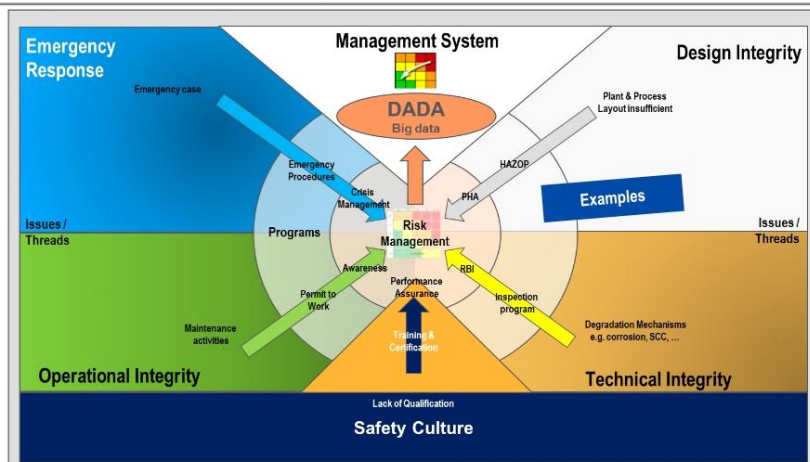 Emergency
Response
Management System
Design Integrity
Emergency case
Plant & Process
Layout insufficient
DADA
Big data
Emergency
Procedures
HAZOP
Crisis
Management
PHA
Examples
Issues /
Threads
Programs
Risk
Management
Issues /
Threads
Awareness
RBI
Permit to
Work
Performance
Assurance
Inspection
program
Maintenance
activities
Training &
Certification
Degradation Mechanisms
e.g. corrosion, SCC, ...
Operational Integrity
Technical Integrity
Lack of Qualification
Safety Culture